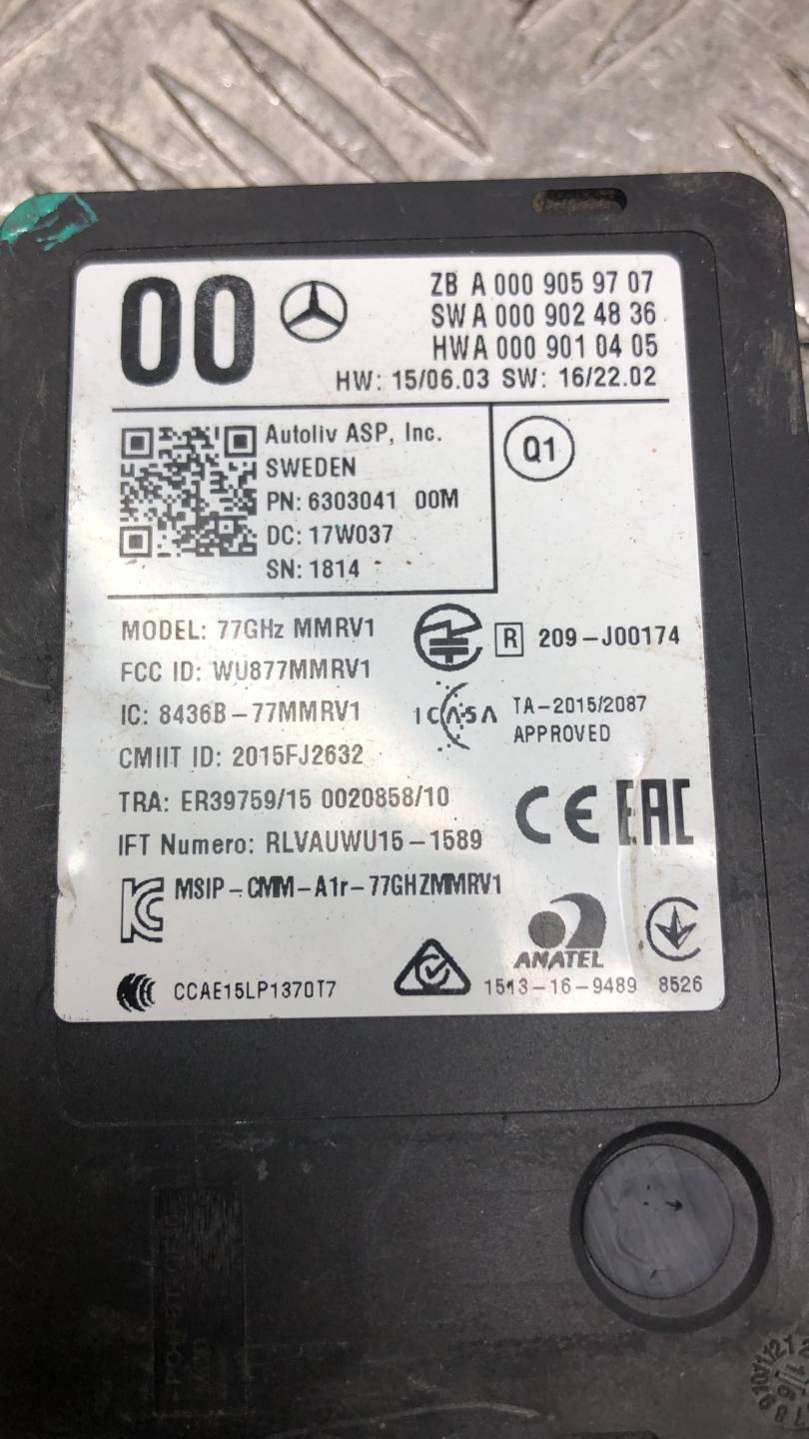 00
ZB A 000 905 97 07
SW A 000 902 48 36
HW A 000 901 04 05
HW: 15/06.03 SW: 16/22.02
Autoliv ASP, Inc.
SWEDEN
PN: 6303041 00M
DC: 17W037
SN: 1814
Q1
MODEL: 77GHz MMRV1
R 209-J00174
FCC ID: WU877MMRV1
IC: 8436B-77MMRV1
ICASA TA-2015/2087
APPROVED
CMIIT ID: 2015FJ2632
TRA: ER39759/15 0020858/10
CE EAC
IFT Numero: RLVAUWU15-1589
MSIP-CMM-A1r-77GHZMMRV1
ANATEL
CCAE15LP1370T7
1513-16-9489 8526